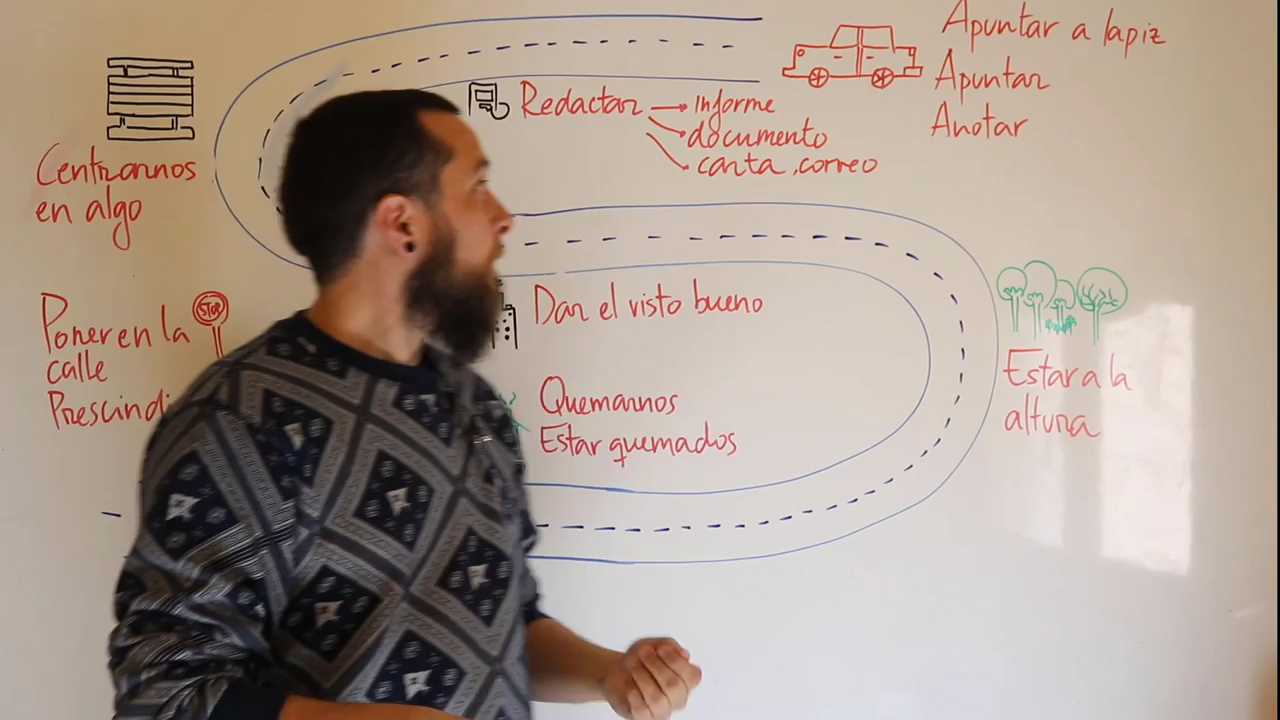 Apuntar a lapiz
Apuntar
Anotar
Redactar
informe
documento
carta, correo
Centrarnos
en algo
Dar el visto bueno
Poner en la
calle
STOP
Estar a la
altura
Quemarnos
Estar quemados